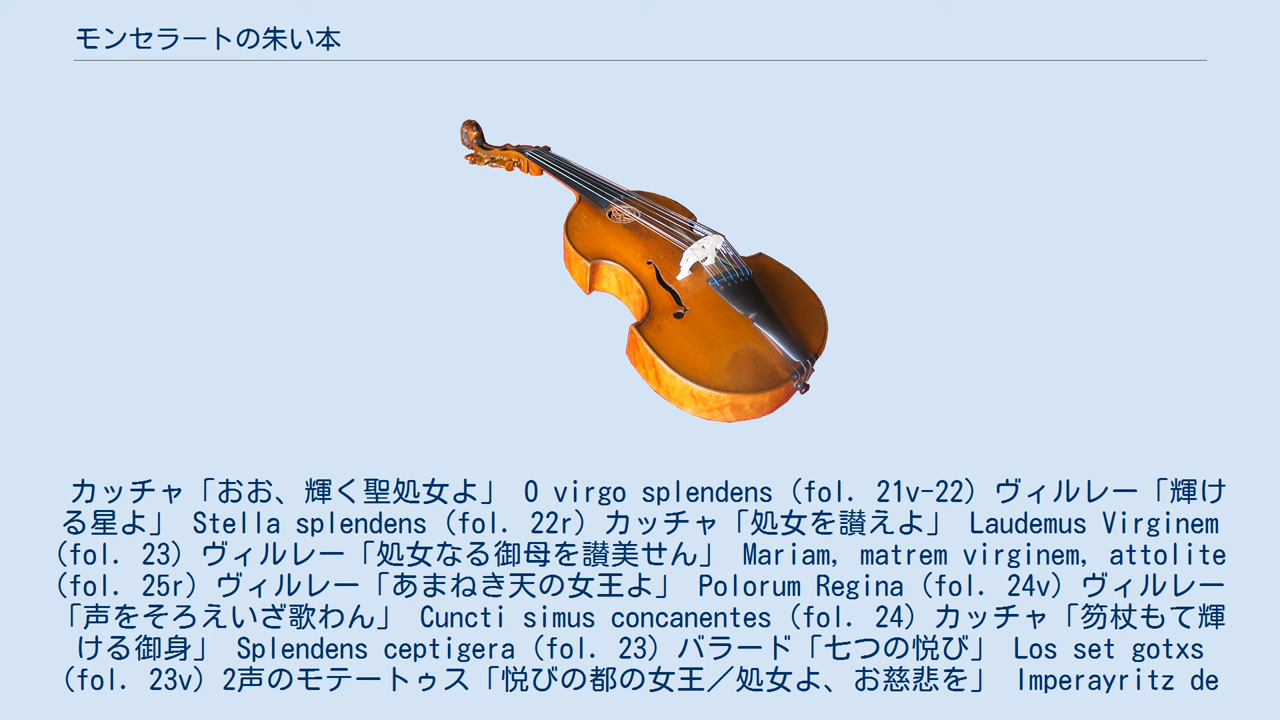 モンセラートの朱い本
カッチャ「おお、輝く聖処女よ」 O virgo splendens (fol. 21v-22) ヴィルレー「輝け
る星よ」 Stella splendens (fol. 22r) カッチャ「処女を讃えよ」 Laudemus Virginem
(fol. 23) ヴィルレー「処女なる御母を讃美せん」 Mariam, matrem virginem, attolite
(fol. 25r) ヴィルレー「あまねき天の女王よ」 Polorum Regina (fol. 24v) ヴィルレー
「声をそろえいざ歌わん」 Cuncti simus concanentes (fol. 24) カッチャ「笏杖もて輝
ける御身」 Splendens ceptigera (fol. 23) バラード「七つの悦び」 Los set gotxs
(fol. 23v) 2声のモテートゥス「悦びの都の女王／処女よ、お慈悲を」 Imperayritz de